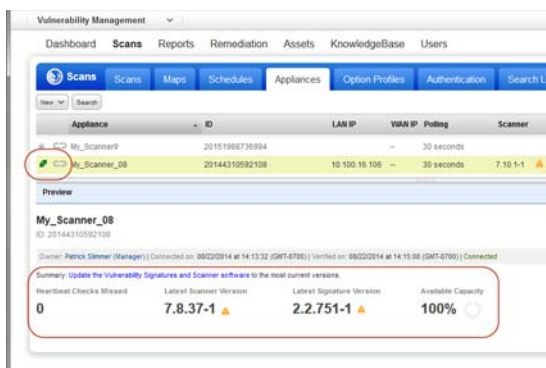 Vulnerability Management
Dashboard Scans Reports Remediation Assets KnowledgeBase Users
Scans Scans Maps Schedules Appliances Option Profiles Authentication Search L
New Search
Appliance ID LAN IP WAN IP Polling Scanner
My_Scanner9 20151988736994 – 30 seconds
My_Scanner_08 20144310592108 10.100.16.106 – 30 seconds 7.10.1-1
Preview
My_Scanner_08
ID: 20144310592108
Owner: Patrick Slimmer (Manager) | Connected on: 08/22/2014 at 14:13:32 (GMT-0700) | Verified on: 08/22/2014 at 14:15:08 (GMT-0700) | Connected
Summary: Update the Vulnerability Signatures and Scanner software to the most current versions.
Heartbeat Checks Missed Latest Scanner Version Latest Signature Version Available Capacity
0 7.8.37-1 2.2.751-1 100%